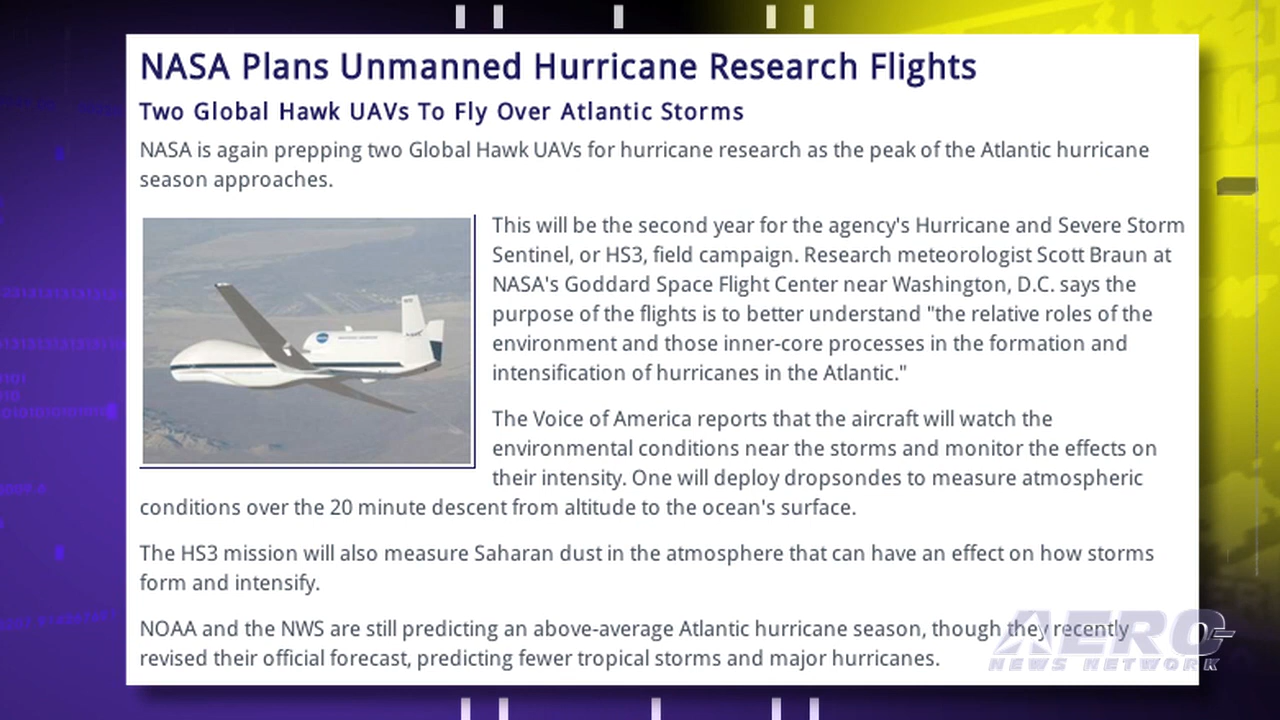 NASA Plans Unmanned Hurricane Research Flights
Two Global Hawk UAVs To Fly Over Atlantic Storms
NASA is again prepping two Global Hawk UAVs for hurricane research as the peak of the Atlantic hurricane
season approaches.
This will be the second year for the agency's Hurricane and Severe Storm
Sentinel, or HS3, field campaign. Research meteorologist Scott Braun at
NASA's Goddard Space Flight Center near Washington, D.C. says the
purpose of the flights is to better understand "the relative roles of the
environment and those inner-core processes in the formation and
intensification of hurricanes in the Atlantic."
The Voice of America reports that the aircraft will watch the
environmental conditions near the storms and monitor the effects on
their intensity. One will deploy dropsondes to measure atmospheric
conditions over the 20 minute descent from altitude to the ocean's surface.
The HS3 mission will also measure Saharan dust in the atmosphere that can have an effect on how storms
form and intensify.
NOAA and the NWS are still predicting an above-average Atlantic hurricane season, though they recently
revised their official forecast, predicting fewer tropical storms and major hurricanes.
AERO
NEWS NETWORK